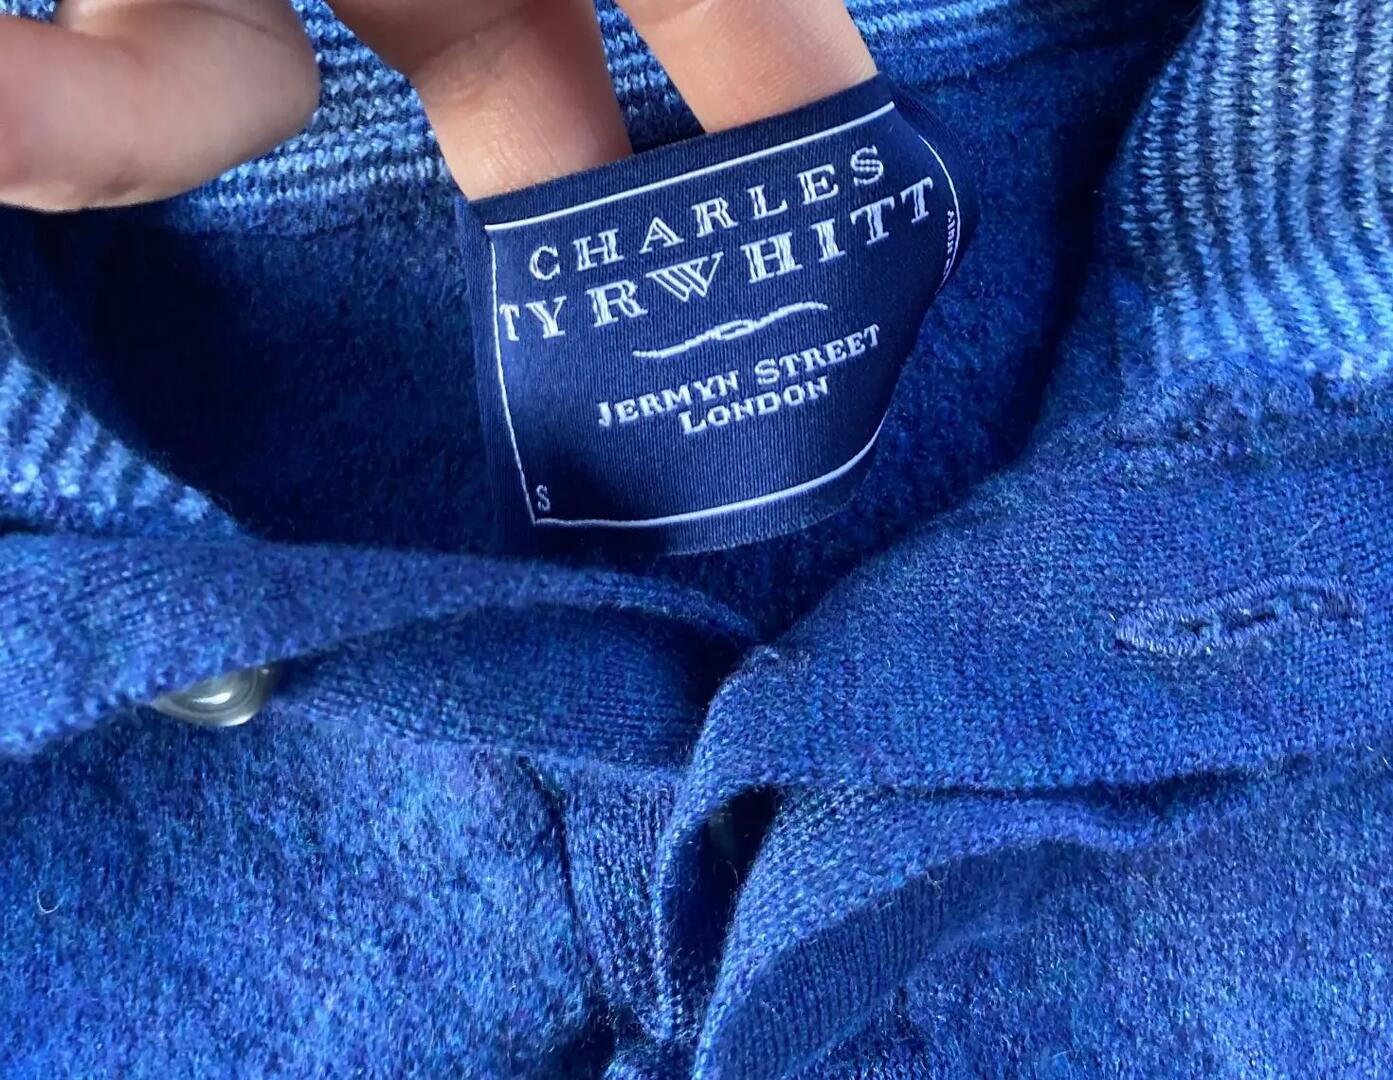 CHARLES
TYRWHITT
JERMYN STREET
LONDON
S